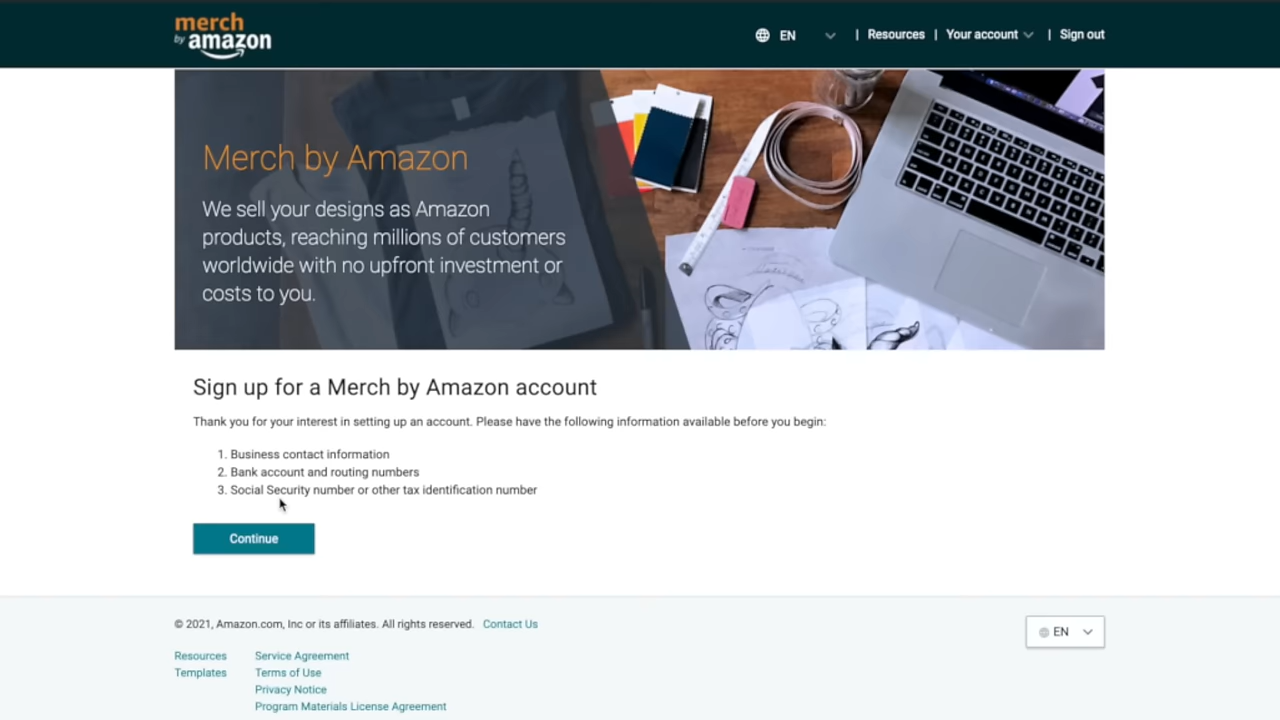 merch
by amazon
EN | Resources | Your account | Sign out
Merch by Amazon
We sell your designs as Amazon
products, reaching millions of customers
worldwide with no upfront investment or
costs to you.
Sign up for a Merch by Amazon account
Thank you for your interest in setting up an account. Please have the following information available before you begin:
1. Business contact information
2. Bank account and routing numbers
3. Social Security number or other tax identification number
Continue
© 2021, Amazon.com, Inc or its affiliates. All rights reserved. Contact Us
EN
Resources Service Agreement
Templates Terms of Use
Privacy Notice
Program Materials License Agreement